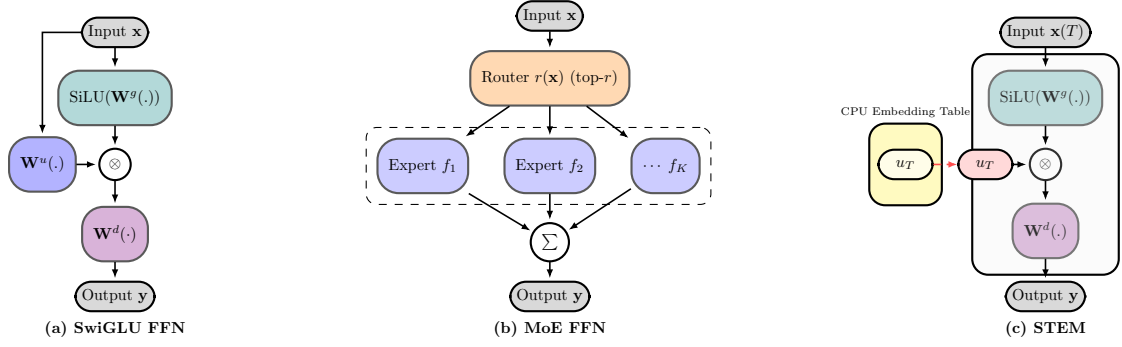 Input x
SiLU(W^g(.))
W^u(.)
⊗
W^d(·)
Output y
(a) SwiGLU FFN
Input x
Router r(x) (top-r)
Expert f_1
Expert f_2
⋯ f_K
∑
Output y
(b) MoE FFN
Input x(T)
SiLU(W^g(.))
CPU Embedding Table
u_T
u_T
⊗
W^d(.)
Output y
(c) STEM